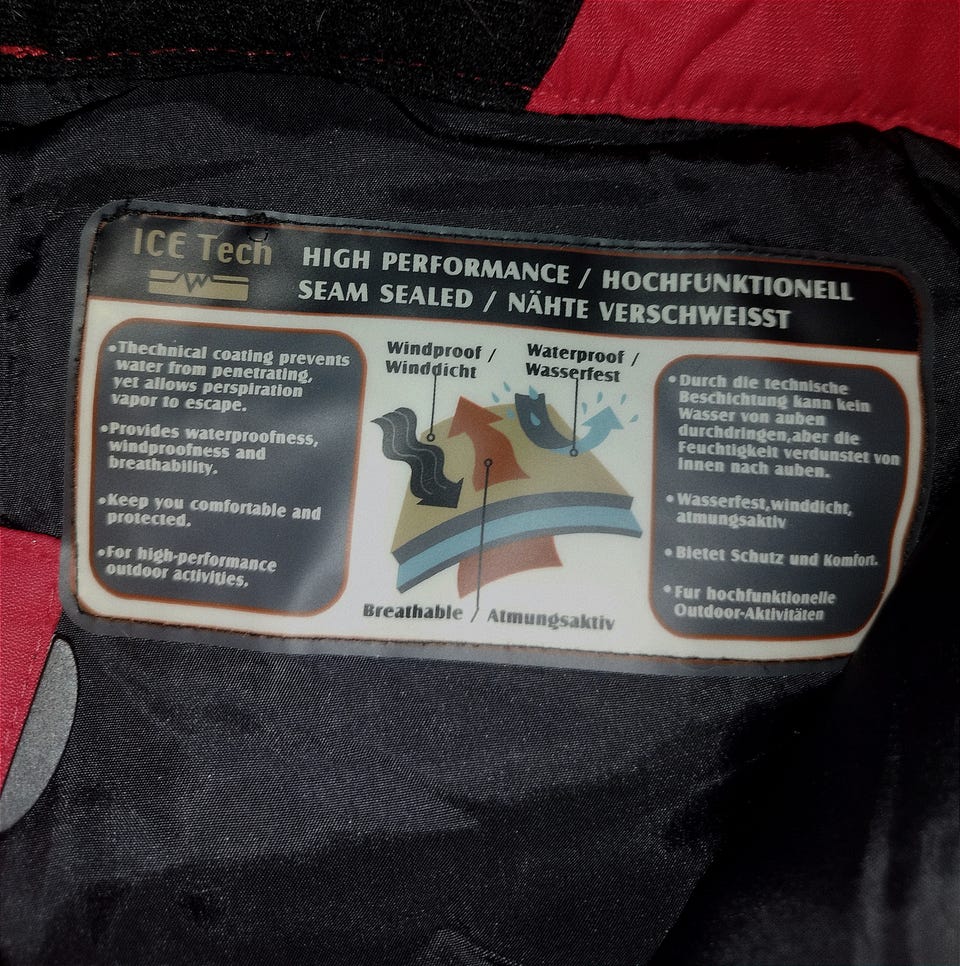 ICE Tech
HIGH PERFORMANCE / HOCHFUNKTIONELL
SEAM SEALED / NÄHTE VERSCHWEISST
•Thechnical coating prevents
water from penetrating,
yet allows perspiration
vapor to escape.
•Provides waterproofness,
windproofness and
breathability.
•Keep you comfortable and
protected.
•For high-performance
outdoor activities.
Windproof /
Winddicht
Waterproof /
Wasserfest
Breathable / Atmungsaktiv
•Durch die technische
Beschichtung kann kein
Wasser von außen
durchdringen,aber die
Feuchtigkeit verdunstet von
Innen nach außen.
•Wasserfest,winddicht,
atmungsaktiv
•Bietet Schutz und Komfort.
•Fur hochfunktionelle
Outdoor-Aktivitäten